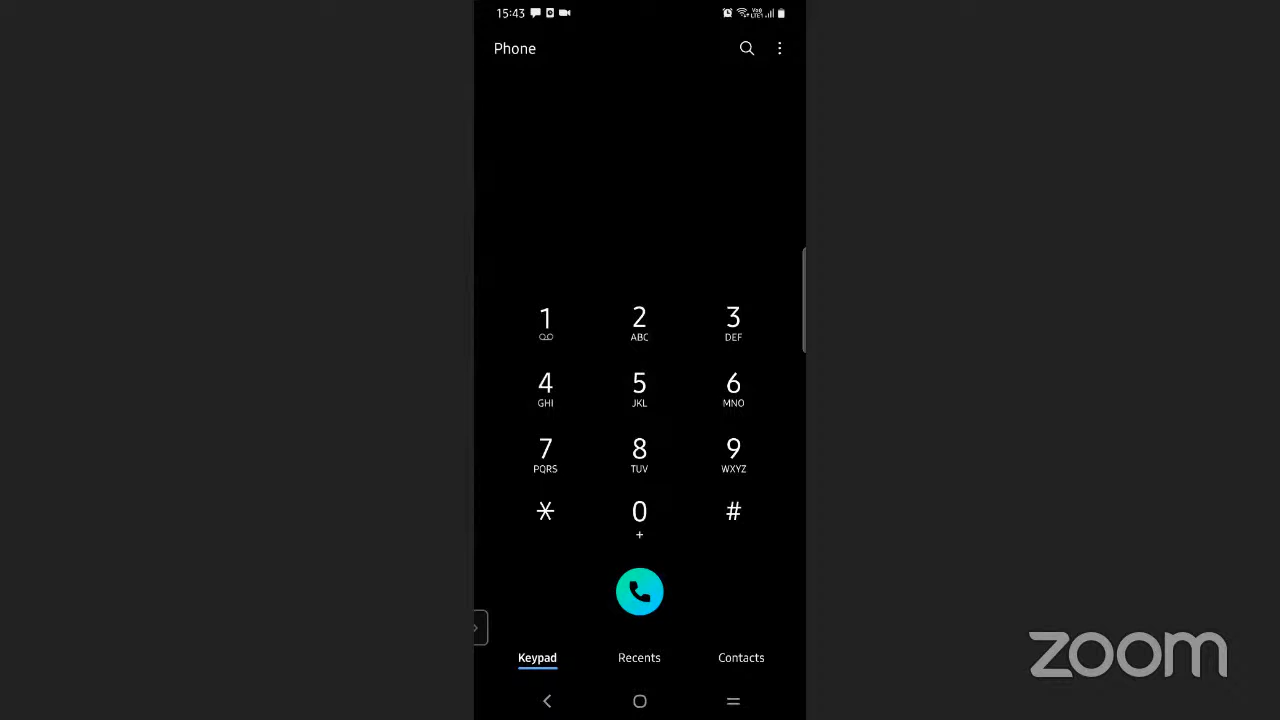 15:43
Phone
1 2 3
ABC DEF
4 5 6
GHI JKL MNO
7 8 9
PQRS TUV WXYZ
* 0 #
+
Keypad Recents Contacts
zoom